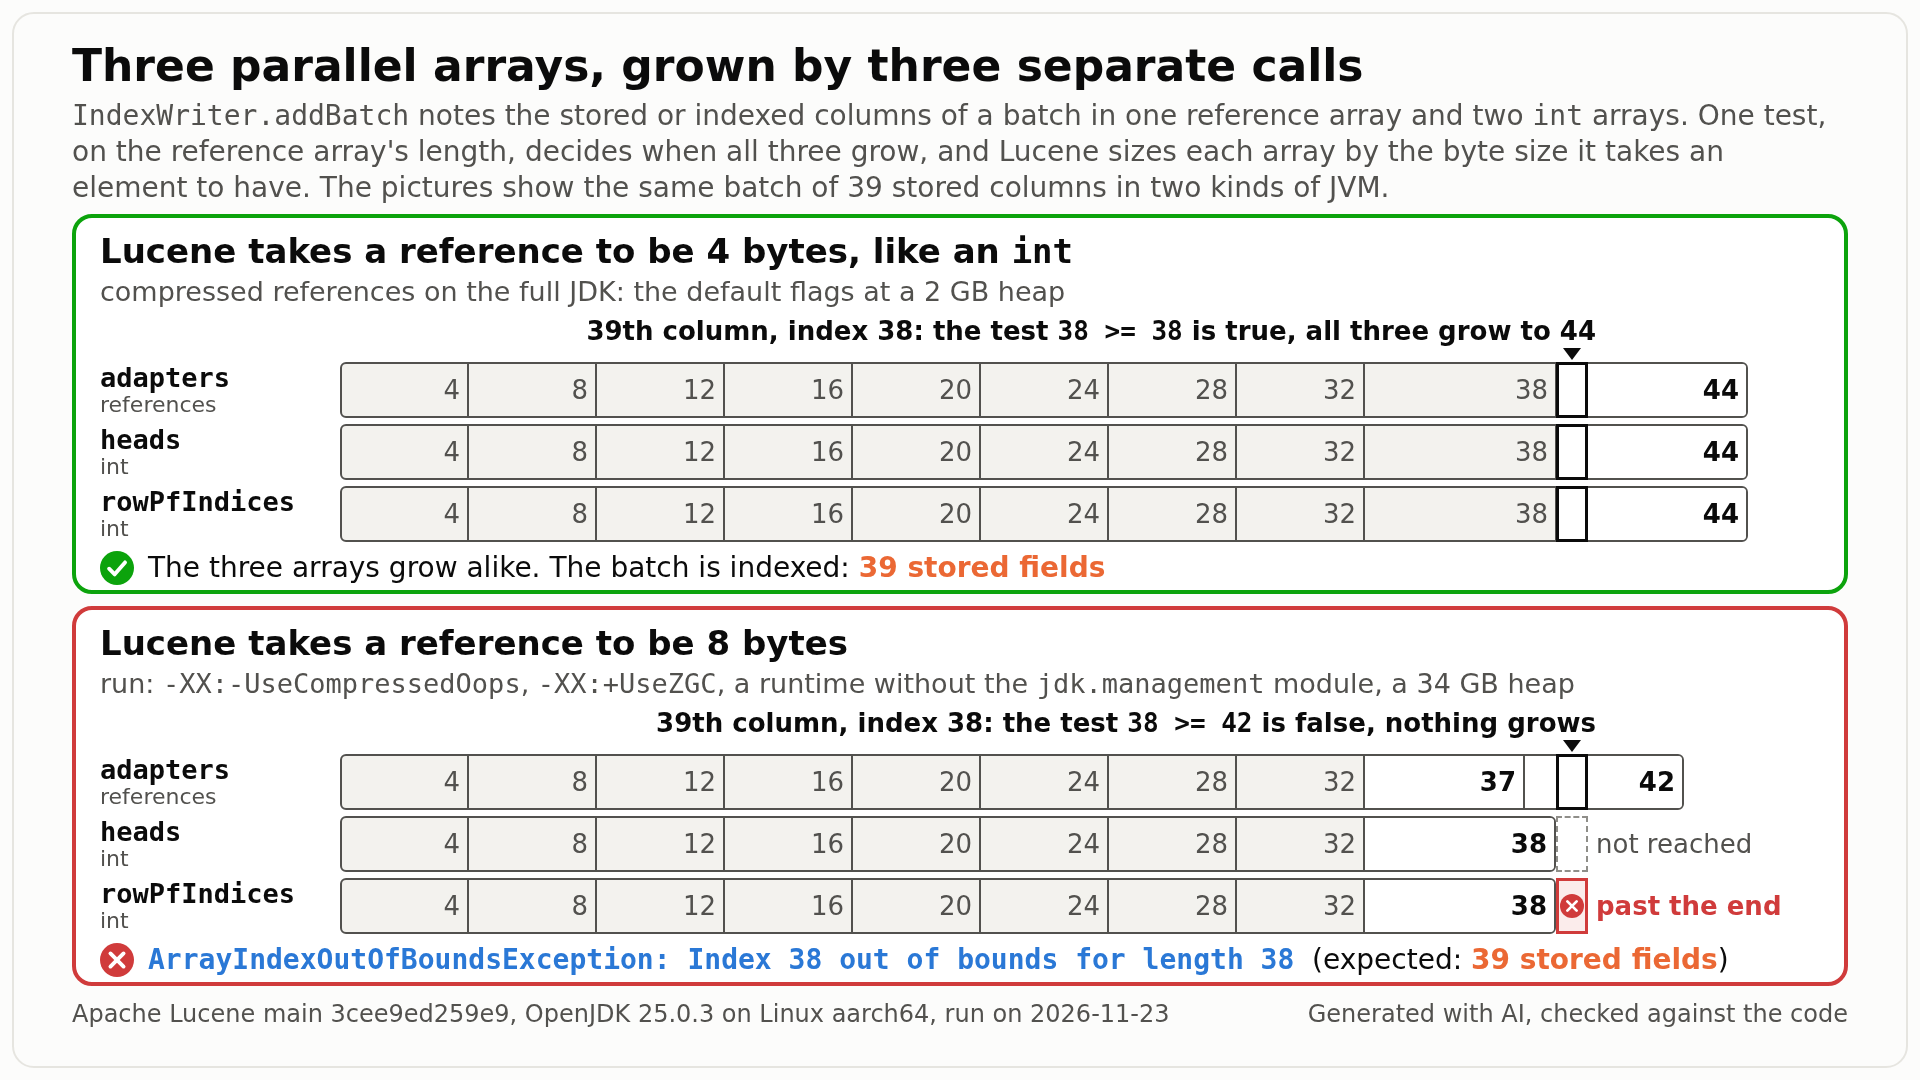 Three parallel arrays, grown by three separate calls
IndexWriter.addBatch notes the stored or indexed columns of a batch in one reference array and two int arrays. One test,
on the reference array's length, decides when all three grow, and Lucene sizes each array by the byte size it takes an
element to have. The pictures show the same batch of 39 stored columns in two kinds of JVM.
Lucene takes a reference to be 4 bytes, like an int
compressed references on the full JDK: the default flags at a 2 GB heap
39th column, index 38: the test 38 >= 38 is true, all three grow to 44
adapters 4 8 12 16 20 24 28 32 38 44
references
heads 4 8 12 16 20 24 28 32 38 44
int
rowPfIndices 4 8 12 16 20 24 28 32 38 44
int
The three arrays grow alike. The batch is indexed: 39 stored fields
Lucene takes a reference to be 8 bytes
run: -XX:-UseCompressedOops, -XX:+UseZGC, a runtime without the jdk.management module, a 34 GB heap
39th column, index 38: the test 38 >= 42 is false, nothing grows
adapters 4 8 12 16 20 24 28 32 37 42
references
heads 4 8 12 16 20 24 28 32 38 not reached
int
rowPfIndices 4 8 12 16 20 24 28 32 38 past the end
int
ArrayIndexOutOfBoundsException: Index 38 out of bounds for length 38 (expected: 39 stored fields)
Apache Lucene main 3cee9ed259e9, OpenJDK 25.0.3 on Linux aarch64, run on 2026-11-23
Generated with AI, checked against the code